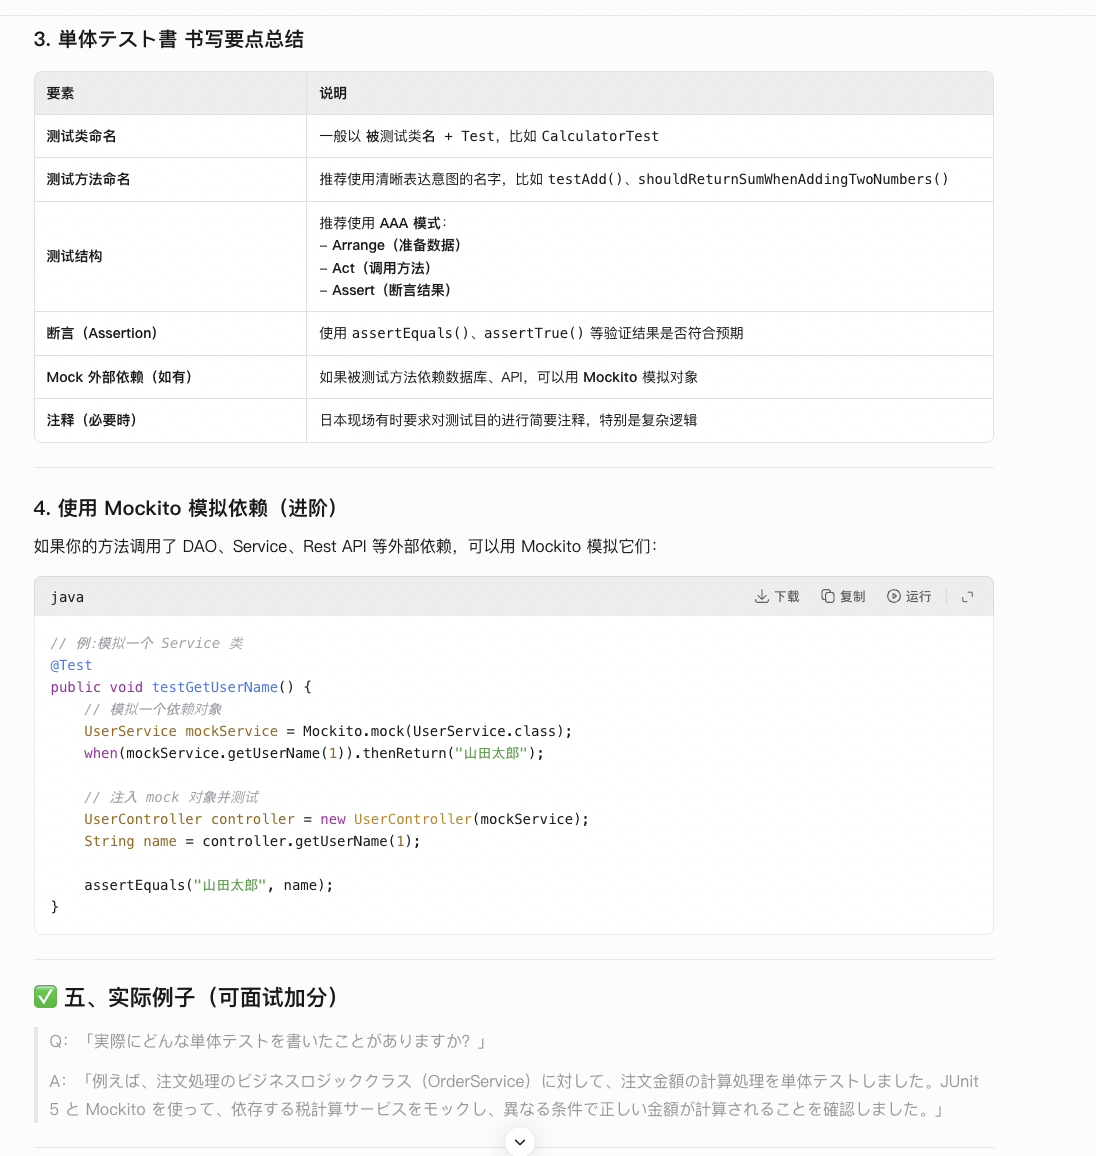 3. 単体テスト書 书写要点总结
要素 说明
测试类命名 一般以 被测试类名 + Test，比如 CalculatorTest
测试方法命名 推荐使用清晰表达意图的名字，比如 testAdd()、shouldReturnSumWhenAddingTwoNumbers()
测试结构 推荐使用 AAA 模式：
– Arrange（准备数据）
– Act（调用方法）
– Assert（断言结果）
断言（Assertion） 使用 assertEquals()、assertTrue() 等验证结果是否符合预期
Mock 外部依赖（如有） 如果被测试方法依赖数据库、API，可以用 Mockito 模拟对象
注释（必要時） 日本现场有时要求对测试目的进行简要注释，特别是复杂逻辑
4. 使用 Mockito 模拟依赖（进阶）
如果你的方法调用了 DAO、Service、Rest API 等外部依赖，可以用 Mockito 模拟它们：
java 下载 复制 运行
// 例:模拟一个 Service 类
@Test
public void testGetUserName() {
    // 模拟一个依赖对象
    UserService mockService = Mockito.mock(UserService.class);
    when(mockService.getUserName(1)).thenReturn("山田太郎");
    // 注入 mock 对象并测试
    UserController controller = new UserController(mockService);
    String name = controller.getUserName(1);
    assertEquals("山田太郎", name);
}
✅ 五、实际例子（可面试加分）
Q：「実際にどんな単体テストを書いたことがありますか？」
A：「例えば、注文処理のビジネスロジッククラス（OrderService）に対して、注文金額の計算処理を単体テストしました。JUnit
5 と Mockito を使って、依存する税計算サービスをモックし、異なる条件で正しい金額が計算されることを確認しました。」